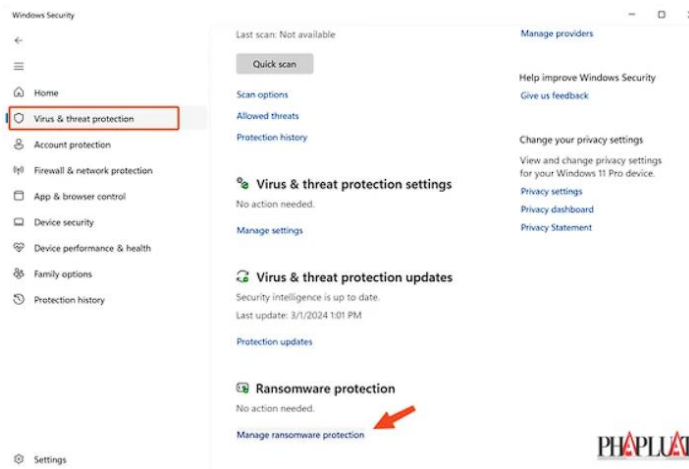 Windows Security
Home
Virus & threat protection
Account protection
Firewall & network protection
App & browser control
Device security
Device performance & health
Family options
Protection history
Settings
Last scan: Not available
Quick scan
Scan options
Allowed threats
Protection history
Virus & threat protection settings
No action needed.
Manage settings
Virus & threat protection updates
Security intelligence is up to date.
Last update: 3/1/2024 1:01 PM
Protection updates
Ransomware protection
No action needed.
Manage ransomware protection
Manage providers
Help improve Windows Security
Give us feedback
Change your privacy settings
View and change privacy settings
for your Windows 11 Pro device.
Privacy settings
Privacy dashboard
Privacy Statement
PHAPLUAT